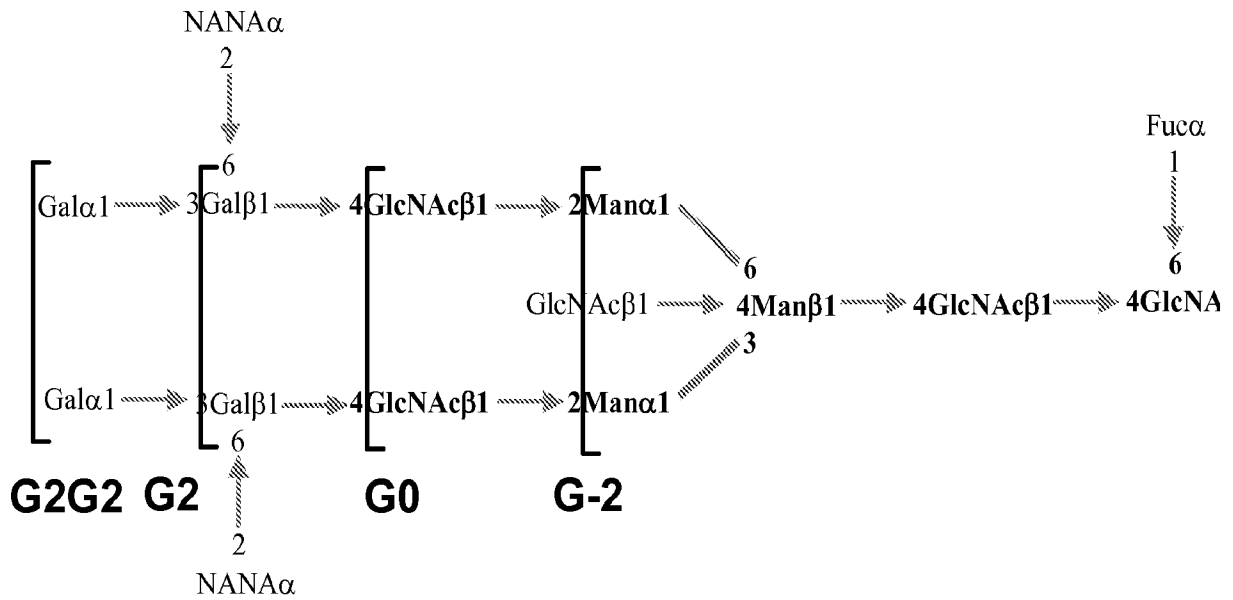 NANAα
2
Fucα
1
6
6
Galα1 3Galβ1 4GlcNAcβ1 2Manα1
6
GlcNAcβ1 4Manβ1 4GlcNAcβ1 4GlcNA
3
Galα1 3Galβ1 4GlcNAcβ1 2Manα1
6
G2G2 G2 G0 G-2
2
NANAα